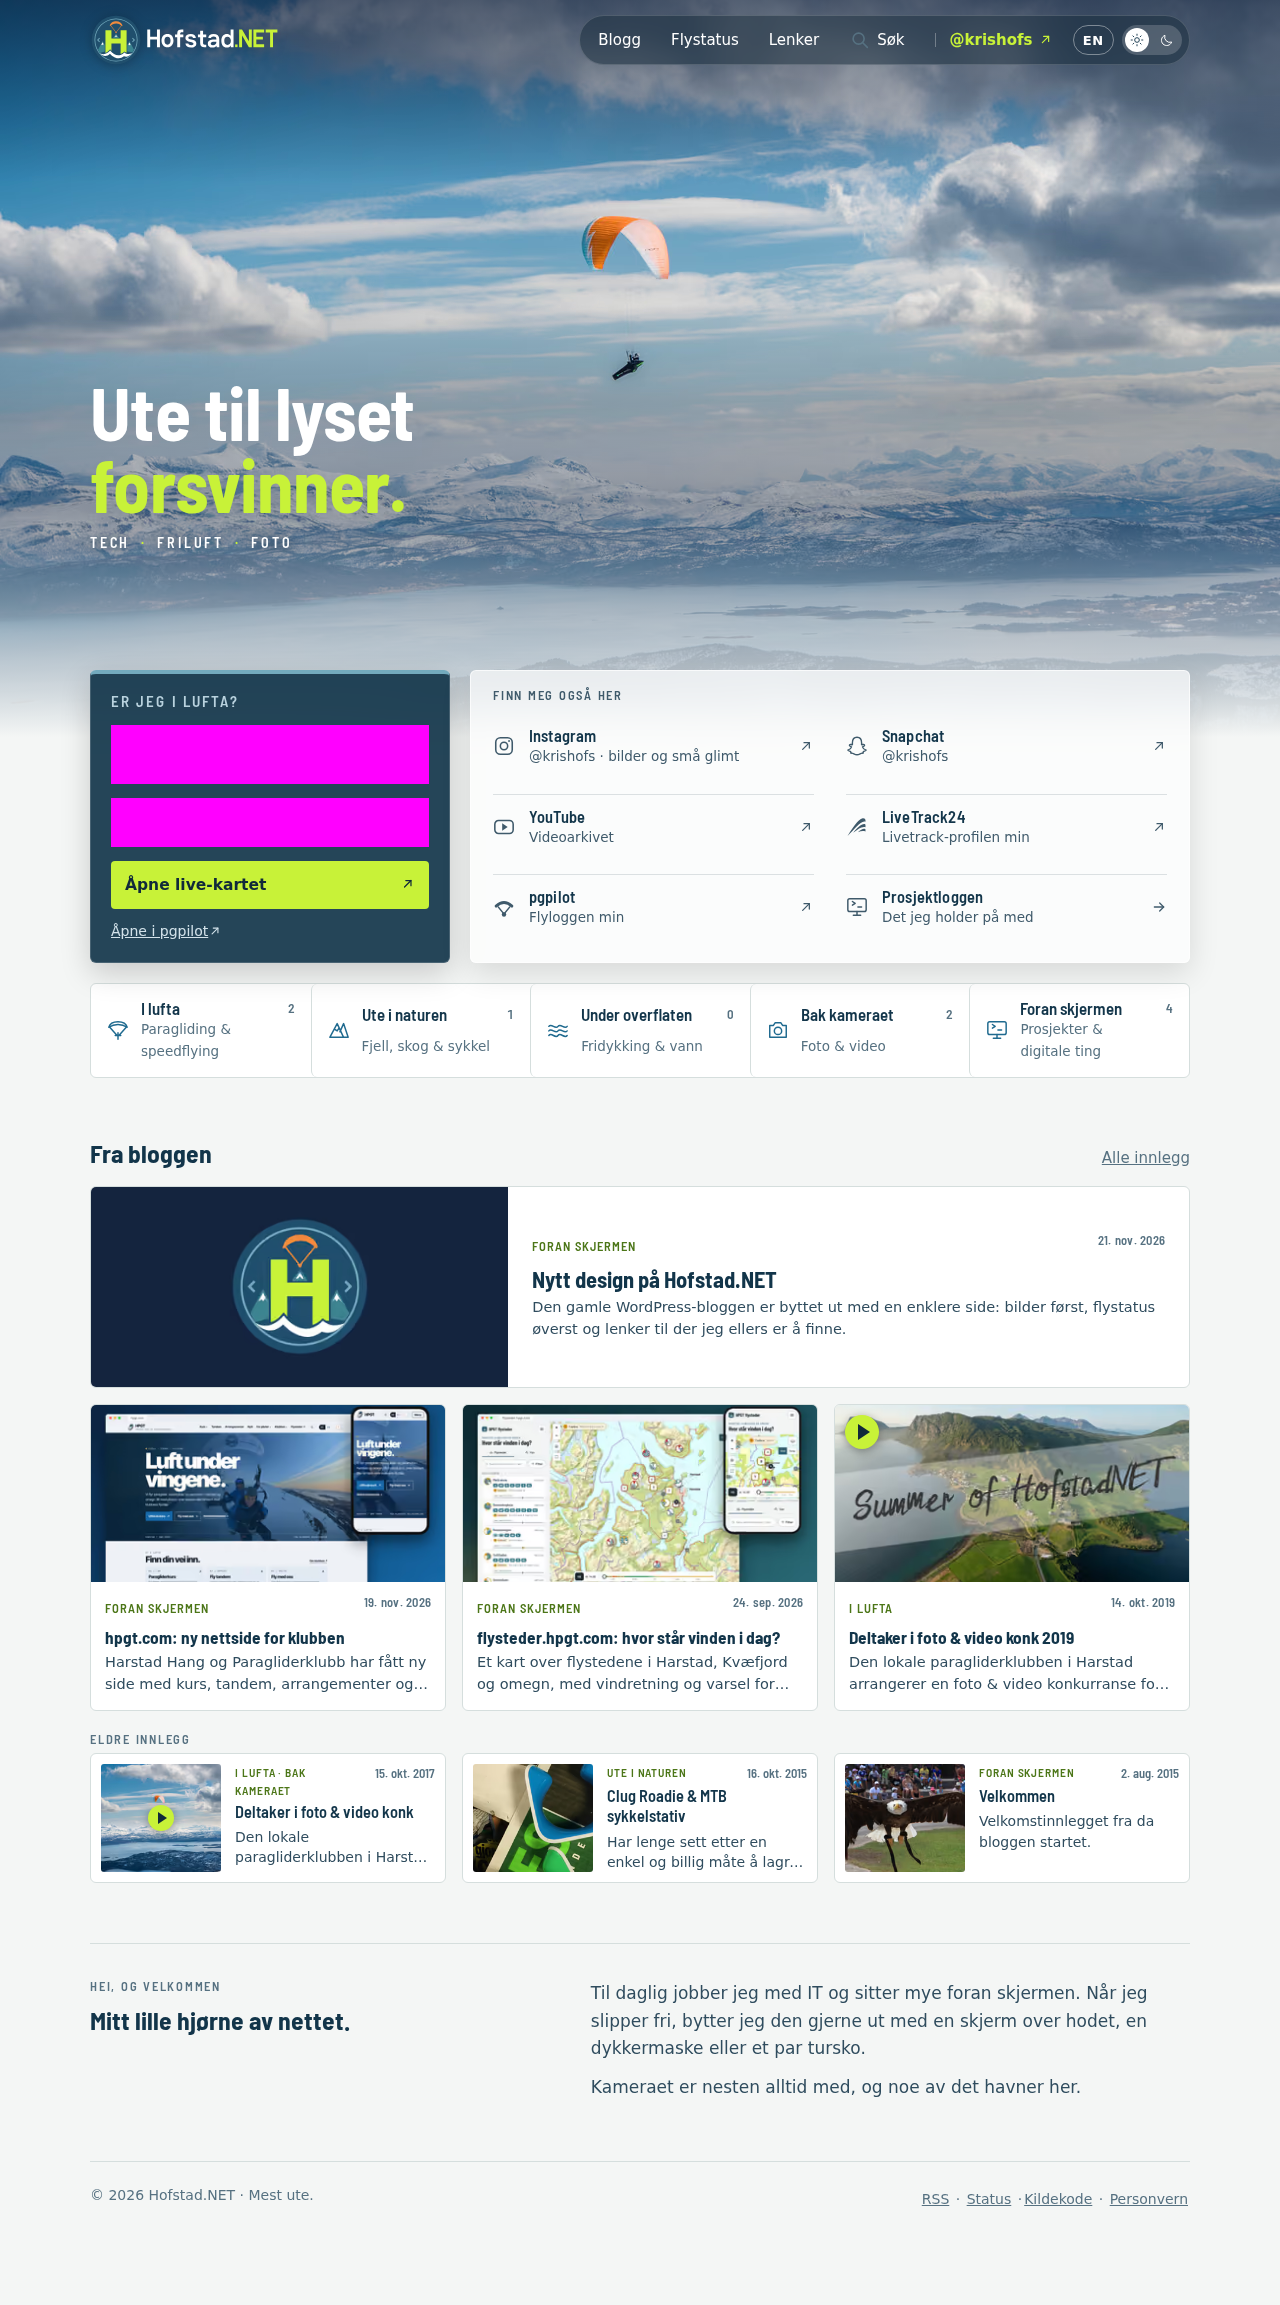 Hofstad.NET
Blogg
Flystatus
Lenker
Søk
@krishofs ↗
EN
Ute til lyset
forsvinner.
TECH · FRILUFT · FOTO
ER JEG I LUFTA?
Åpne live-kartet ↗
Åpne i pgpilot ↗
FINN MEG OGSÅ HER
Instagram
@krishofs · bilder og små glimt
Snapchat
@krishofs
YouTube
Videoarkivet
LiveTrack24
Livetrack-profilen min
pgpilot
Flyloggen min
Prosjektloggen
Det jeg holder på med
I lufta 2
Paragliding &
speedflying
Ute i naturen 1
Fjell, skog & sykkel
Under overflaten 0
Fridykking & vann
Bak kameraet 2
Foto & video
Foran skjermen 4
Prosjekter &
digitale ting
Fra bloggen
Alle innlegg
FORAN SKJERMEN
21. nov. 2026
Nytt design på Hofstad.NET
Den gamle WordPress-bloggen er byttet ut med en enklere side: bilder først, flystatus
øverst og lenker til der jeg ellers er å finne.
Luft under
vingene.
Finn din vei inn.
Luft under
vingene.
FORAN SKJERMEN
19. nov. 2026
hpgt.com: ny nettside for klubben
Harstad Hang og Paragliderklubb har fått ny
side med kurs, tandem, arrangementer og...
Hvor står vinden i dag?
Hvor står vinden i dag?
FORAN SKJERMEN
24. sep. 2026
flysteder.hpgt.com: hvor står vinden i dag?
Et kart over flystedene i Harstad, Kvæfjord
og omegn, med vindretning og varsel for...
Summer of HofstadNET
I LUFTA
14. okt. 2019
Deltaker i foto & video konk 2019
Den lokale paragliderklubben i Harstad
arrangerer en foto & video konkurranse fo...
ELDRE INNLEGG
I LUFTA · BAK
KAMERAET
15. okt. 2017
Deltaker i foto & video konk
Den lokale
paragliderklubben i Harst...
UTE I NATUREN
16. okt. 2015
Clug Roadie & MTB
sykkelstativ
Har lenge sett etter en
enkel og billig måte å lagr...
FORAN SKJERMEN
2. aug. 2015
Velkommen
Velkomstinnlegget fra da
bloggen startet.
HEI, OG VELKOMMEN
Mitt lille hjørne av nettet.
Til daglig jobber jeg med IT og sitter mye foran skjermen. Når jeg
slipper fri, bytter jeg den gjerne ut med en skjerm over hodet, en
dykkermaske eller et par tursko.
Kameraet er nesten alltid med, og noe av det havner her.
© 2026 Hofstad.NET · Mest ute.
RSS · Status · Kildekode · Personvern